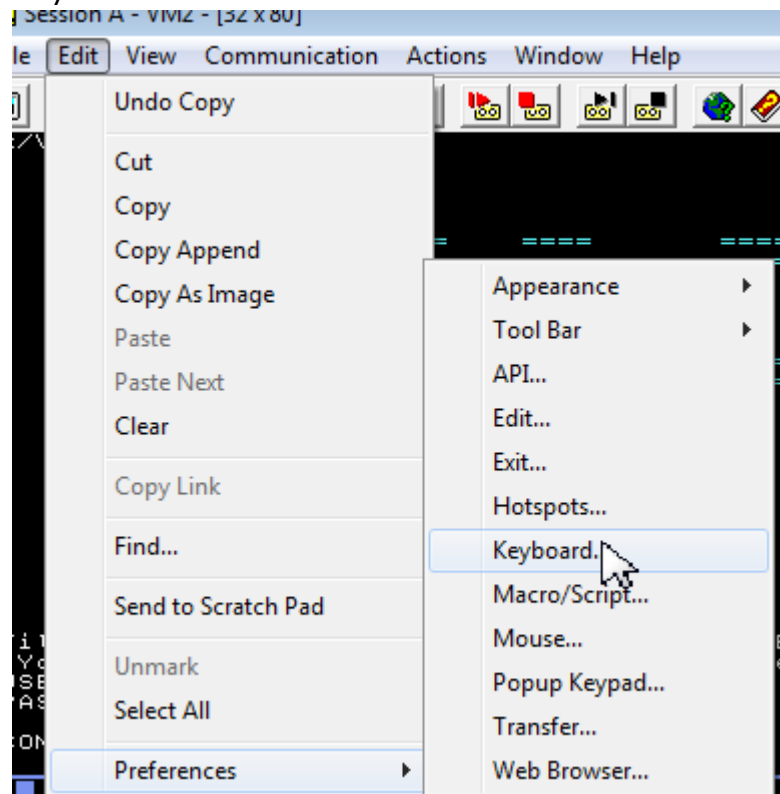 Session A - VM2 - [32 x 80]
le Edit View Communication Actions Window Help
Undo Copy
Cut
Copy
Copy Append
Copy As Image
Paste
Paste Next
Clear
Copy Link
Find...
Send to Scratch Pad
Unmark
Select All
Preferences
Appearance
Tool Bar
API...
Edit...
Exit...
Hotspots...
Keyboard.
Macro/Script...
Mouse...
Popup Keypad...
Transfer...
Web Browser...